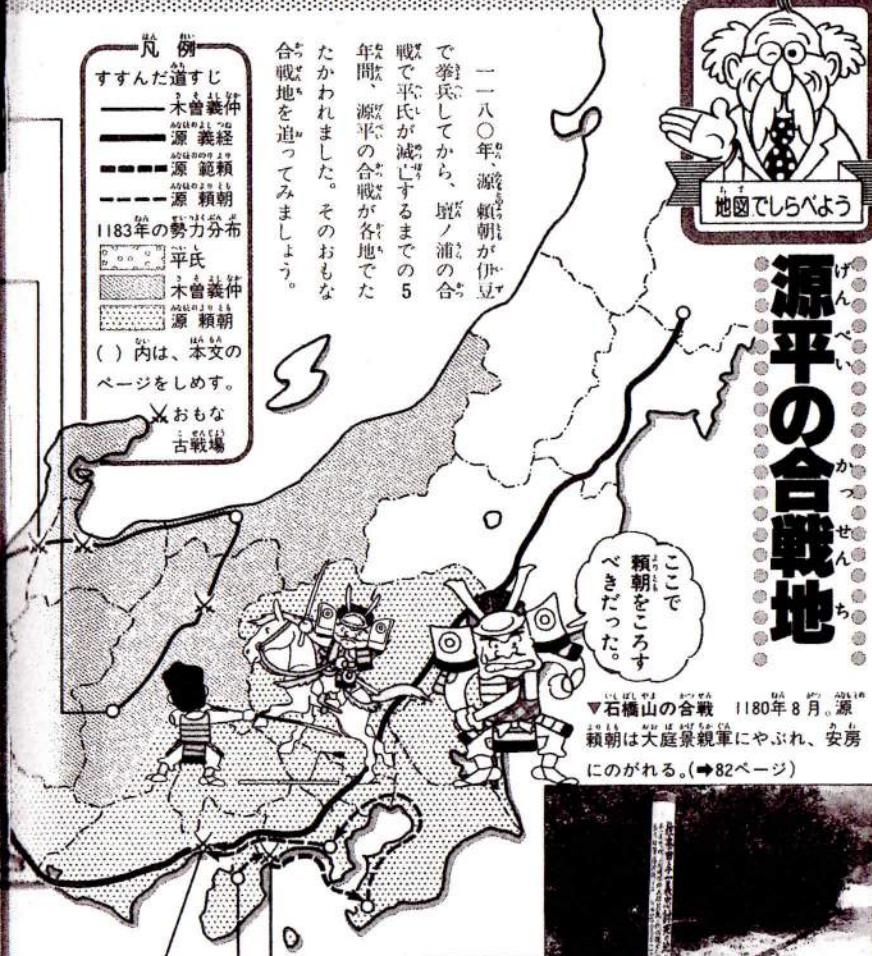 地図でしらべよう
源平の合戦地
一一八〇年、源頼朝が伊豆
で挙兵してから、壇ノ浦の合
戦で平氏が滅亡するまでの5
年間、源平の合戦が各地でた
たかわれました。そのおもな
合戦地を追ってみましょう。
凡例
すすんだ道すじ
木曽義仲
源 義経
源 範頼
源 頼朝
1183年の勢力分布
平氏
木曽義仲
源 頼朝
( )内は、本文の
ページをしめす。
おもな
古戦場
ここで
頼朝をころす
べきだった。
▼石橋山の合戦 1180年8月。源
頼朝は大庭景親軍にやぶれ、安房
にのがれる。(➡82ページ)